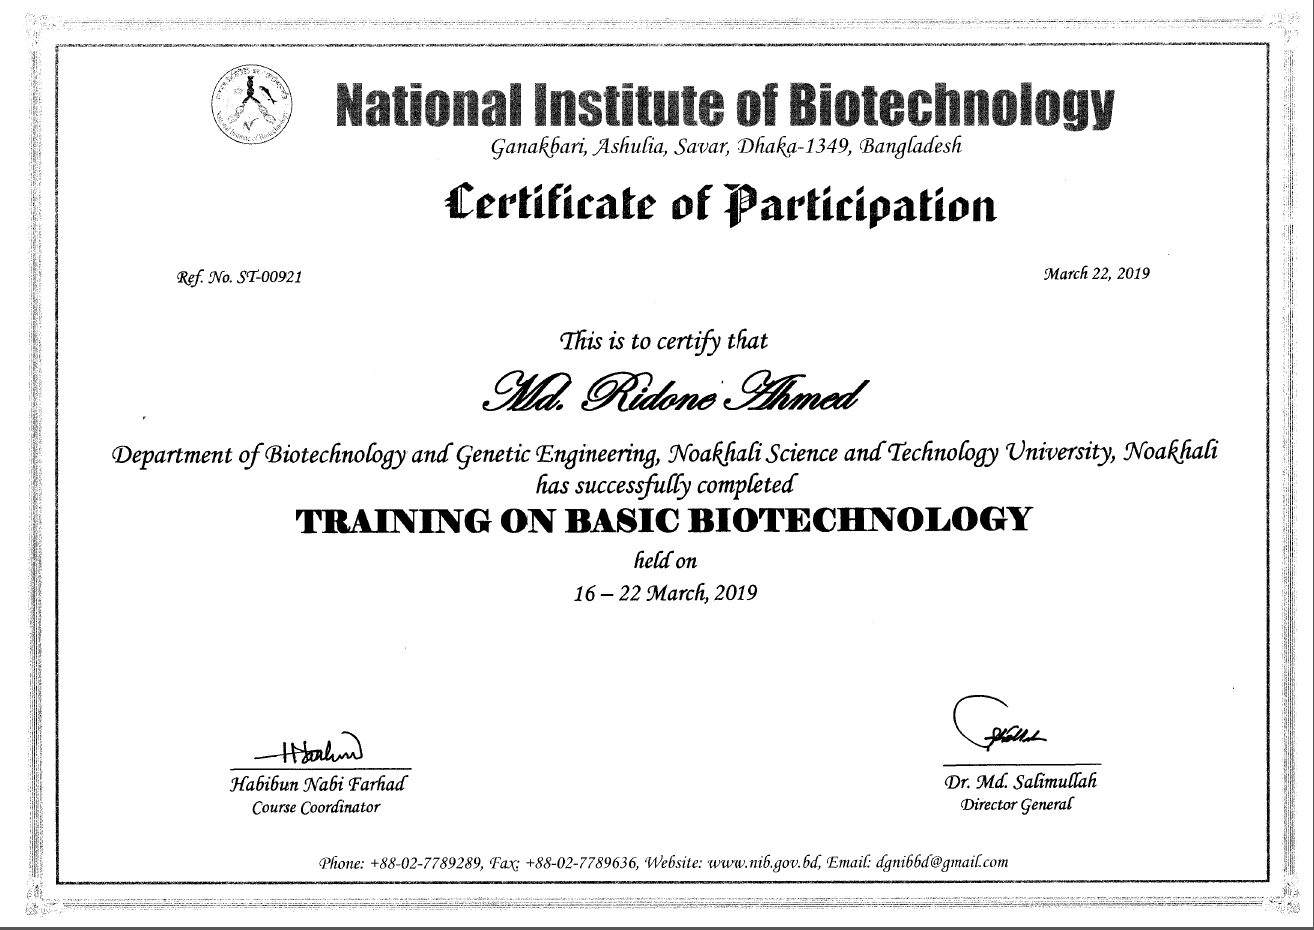 National Institute of Biotechnology
Ganakbari, Ashulia, Savar, Dhaka-1349, Bangladesh
Certificate of Participation
Ref. No. ST-00921
March 22, 2019
This is to certify that
Md. Ridone Ahmed
Department of Biotechnology and Genetic Engineering, Noakhali Science and Technology University, Noakhali
has successfully completed
TRAINING ON BASIC BIOTECHNOLOGY
held on
16 – 22 March, 2019
Habibun Nabi Farhad
Course Coordinator
Dr. Md. Salimullah
Director General
Phone: +88-02-7789289, Fax: +88-02-7789636, Website: www.nib.gov.bd, Email: dgnibbd@gmail.com